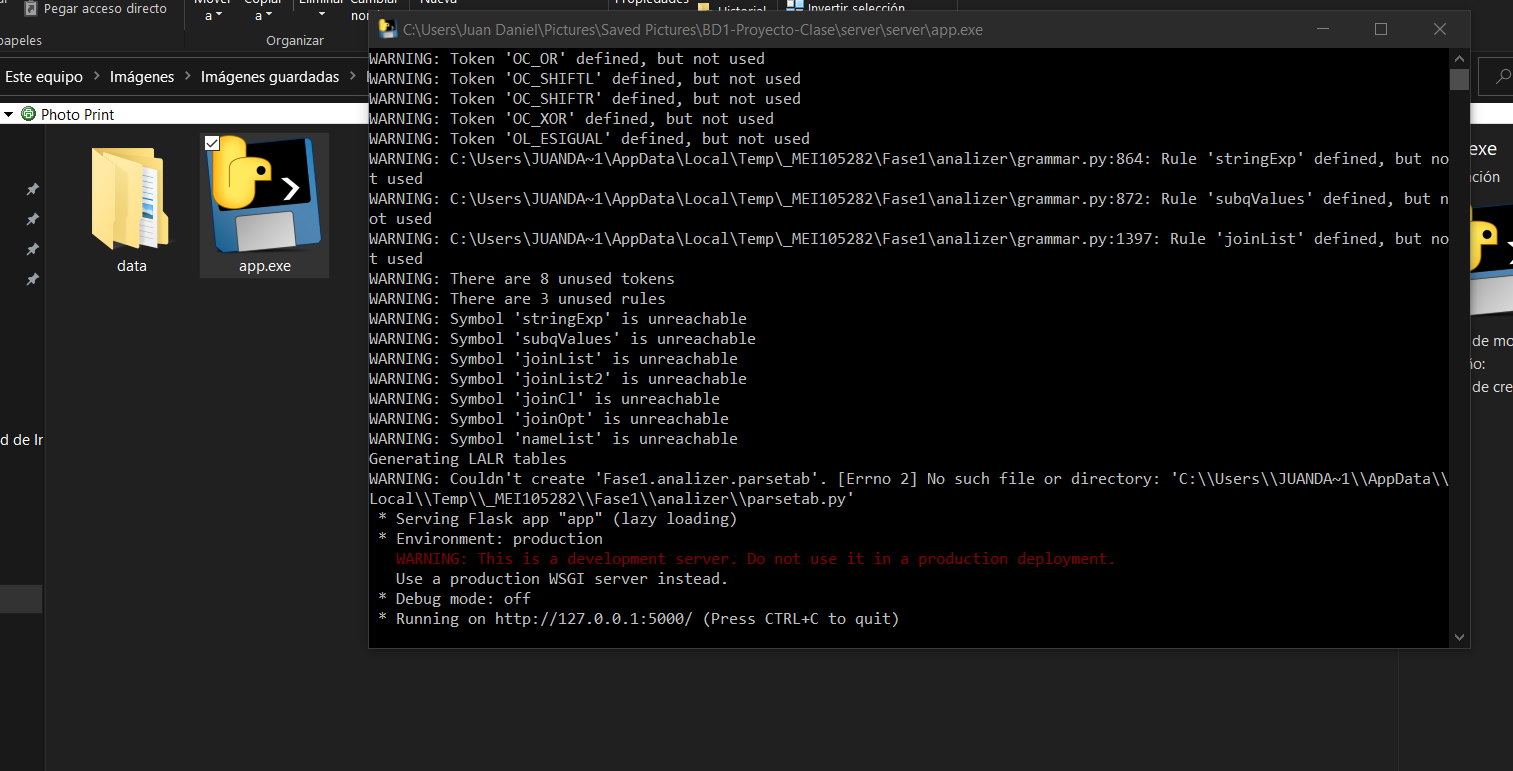 Pegar acceso directo
Mover
a
Copiar
a
Eliminar
Cambiar
Nueva
Propiedades
Historial
Invertir selección
Organizar
C:\Users\Juan Daniel\Pictures\Saved Pictures\BD1-Proyecto-Clase\server\server\app.exe
Este equipo > Imágenes > Imágenes guardadas >
Photo Print
data
app.exe
WARNING: Token 'OC_OR' defined, but not used
WARNING: Token 'OC_SHIFTL' defined, but not used
WARNING: Token 'OC_SHIFTR' defined, but not used
WARNING: Token 'OC_XOR' defined, but not used
WARNING: Token 'OL_ESIGUAL' defined, but not used
WARNING: C:\Users\JUANDA~1\AppData\Local\Temp\_MEI105282\Fase1\analizer\grammar.py:864: Rule 'stringExp' defined, but no
t used
WARNING: C:\Users\JUANDA~1\AppData\Local\Temp\_MEI105282\Fase1\analizer\grammar.py:872: Rule 'subqValues' defined, but n
ot used
WARNING: C:\Users\JUANDA~1\AppData\Local\Temp\_MEI105282\Fase1\analizer\grammar.py:1397: Rule 'joinList' defined, but no
t used
WARNING: There are 8 unused tokens
WARNING: There are 3 unused rules
WARNING: Symbol 'stringExp' is unreachable
WARNING: Symbol 'subqValues' is unreachable
WARNING: Symbol 'joinList' is unreachable
WARNING: Symbol 'joinList2' is unreachable
WARNING: Symbol 'joinCl' is unreachable
WARNING: Symbol 'joinOpt' is unreachable
WARNING: Symbol 'nameList' is unreachable
Generating LALR tables
WARNING: Couldn't create 'Fase1.analizer.parsetab'. [Errno 2] No such file or directory: 'C:\\Users\\JUANDA~1\\AppData\\
Local\\Temp\\_MEI105282\\Fase1\\analizer\\parsetab.py'
* Serving Flask app "app" (lazy loading)
* Environment: production
WARNING: This is a development server. Do not use it in a production deployment.
Use a production WSGI server instead.
* Debug mode: off
* Running on http://127.0.0.1:5000/ (Press CTRL+C to quit)
d de Ir
exe
ción
de mo
ño:
de cre